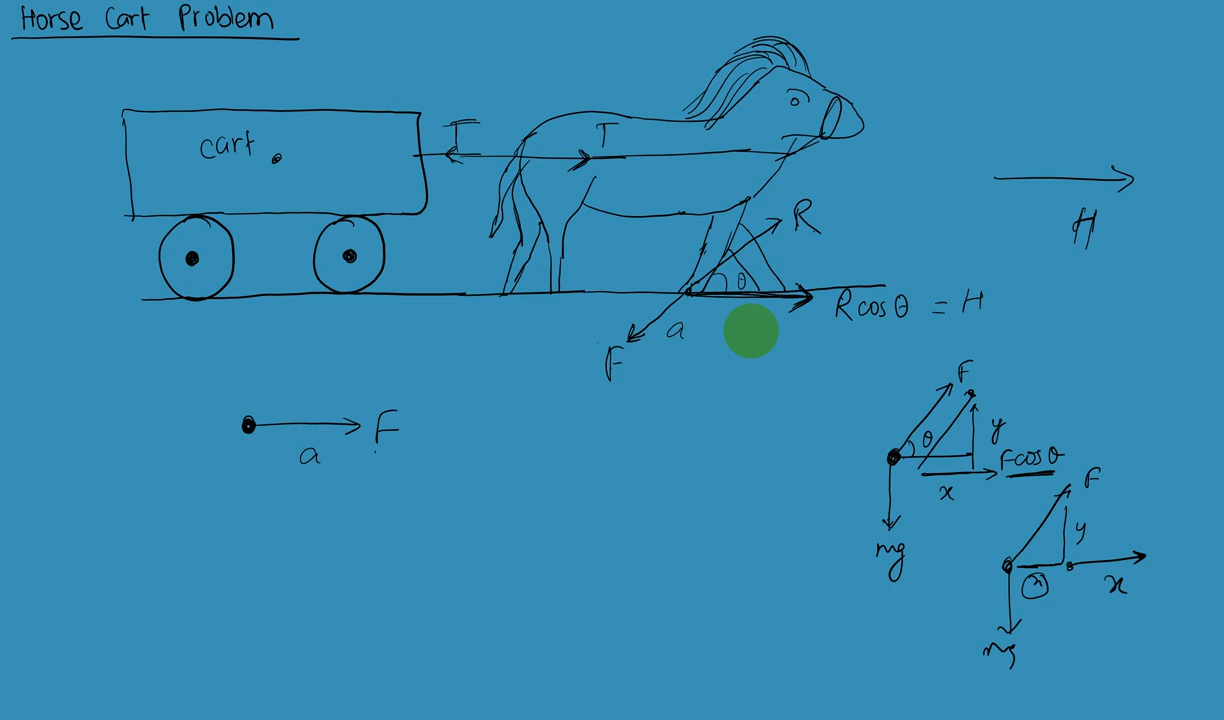 Horse Cart Problem
cart
T
T
R
H
θ
R cos θ = H
a
F
F
a
F
θ
y
F cos θ
x
mg
F
y
x
x
mg